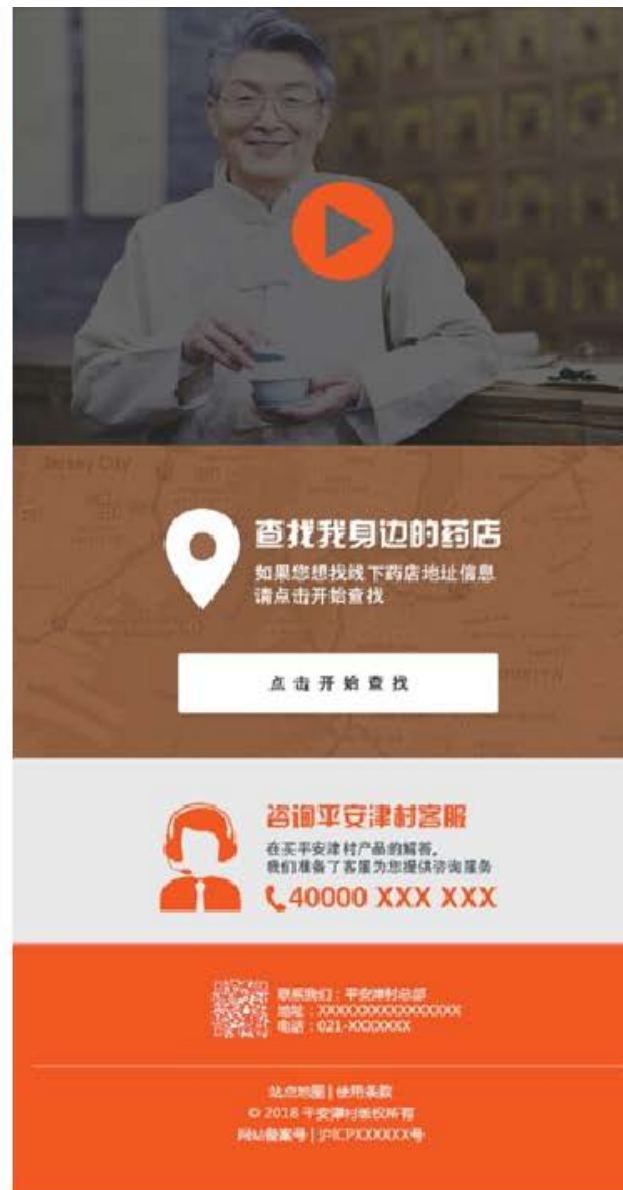 Jersey City
查找我身边的药店
如果您想找线下药店地址信息
请点击开始查找
点击开始查找
咨询平安津村客服
在买平安津村产品的解答,
我们准备了客服为您提供咨询服务
40000 XXX XXX
联系我们：平安津村总部
地址：XXXXXXXXXXXXXXXX
电话：021-XXXXXXX
站点地图 | 使用条款
© 2018 平安津村版权所有
网站备案号 | 沪ICPXXXXXX号